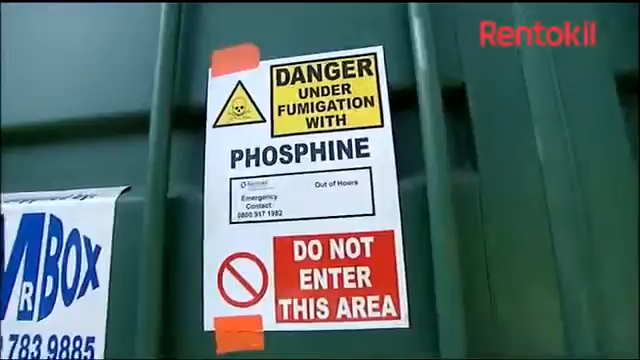 Rentokil
DANGER
UNDER
FUMIGATION
WITH
PHOSPHINE
Rentokil
Out of Hours
Emergency
Contact:
0800 917 1982
DO NOT
ENTER
THIS AREA
BOX
783.9885